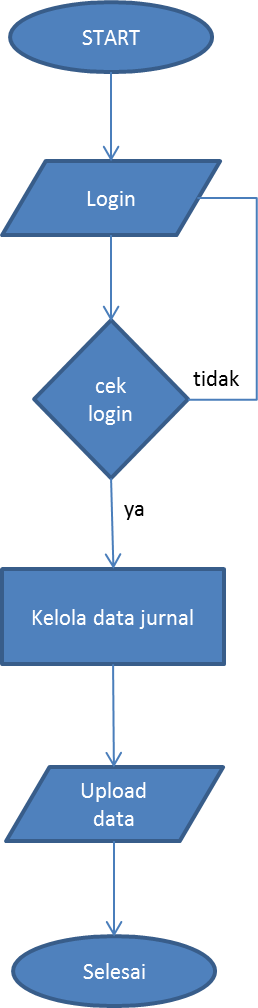 START
Login
cek
login
tidak
ya
Kelola data jurnal
Upload
data
Selesai